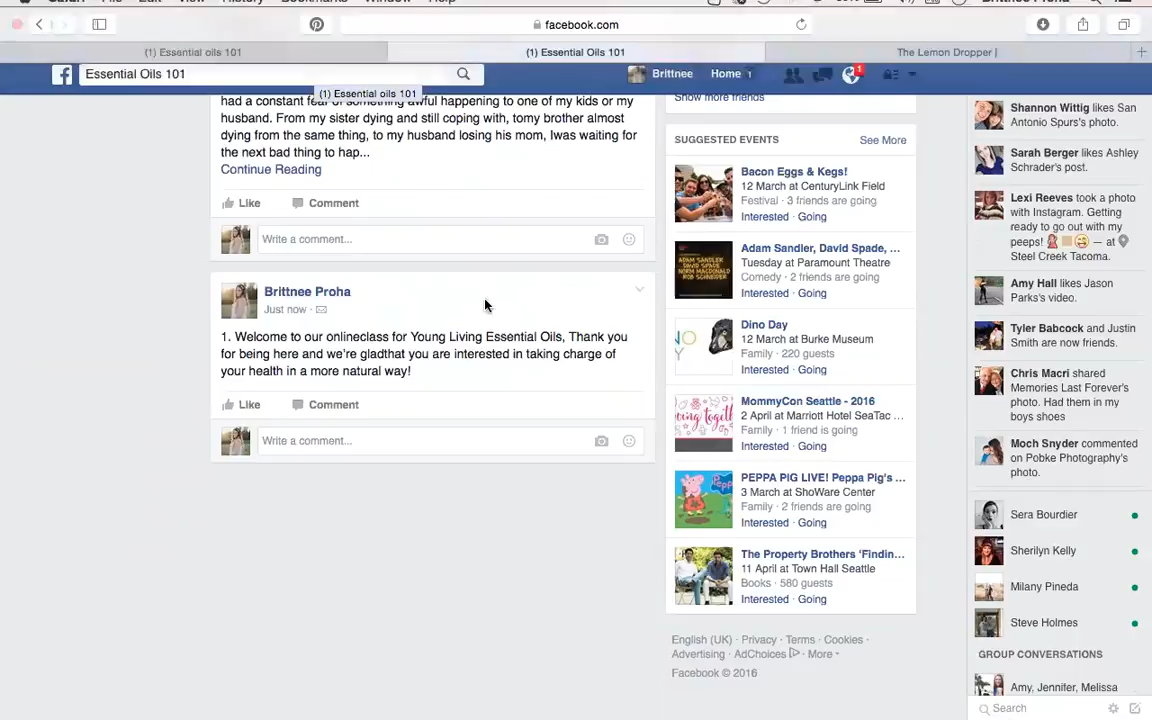 Brittnee Proha
facebook.com
(1) Essential oils 101
(1) Essential Oils 101
The Lemon Dropper |
Essential Oils 101
Brittnee
Home 1
1
(1) Essential oils 101
had a constant fear of something awful happening to one of my kids or my
husband. From my sister dying and still coping with, tomy brother almost
dying from the same thing, to my husband losing his mom, Iwas waiting for
the next bad thing to hap...
Continue Reading
Like Comment
Write a comment...
Brittnee Proha
Just now ·
1. Welcome to our onlineclass for Young Living Essential Oils, Thank you
for being here and we're gladthat you are interested in taking charge of
your health in a more natural way!
Like Comment
Write a comment...
Show more friends
SUGGESTED EVENTS See More
Bacon Eggs & Kegs!
12 March at CenturyLink Field
Festival · 3 friends are going
Interested · Going
Adam Sandler, David Spade, ...
Tuesday at Paramount Theatre
Comedy · 2 friends are going
Interested · Going
Dino Day
12 March at Burke Museum
Family · 220 guests
Interested · Going
MommyCon Seattle - 2016
2 April at Marriott Hotel SeaTac ...
Family · 1 friend is going
Interested · Going
PEPPA PIG LIVE! Peppa Pig's ...
3 March at ShoWare Center
Family · 2 friends are going
Interested · Going
The Property Brothers 'Findin...
11 April at Town Hall Seattle
Books · 580 guests
Interested · Going
English (UK) · Privacy · Terms · Cookies ·
Advertising · AdChoices · More
Facebook © 2016
Shannon Wittig likes San
Antonio Spurs's photo.
Sarah Berger likes Ashley
Schrader's post.
Lexi Reeves took a photo
with Instagram. Getting
ready to go out with my
peeps! — at
Steel Creek Tacoma.
Amy Hall likes Jason
Park's video.
Tyler Babcock and Justin
Smith are now friends.
Chris Macri shared
Memories Last Forever's
photo. Had them in my
boys shoes
Moch Snyder commented
on Pobke Photography's
photo.
Sera Bourdier
Sherilyn Kelly
Milany Pineda
Steve Holmes
GROUP CONVERSATIONS
Amy, Jennifer, Melissa
Search